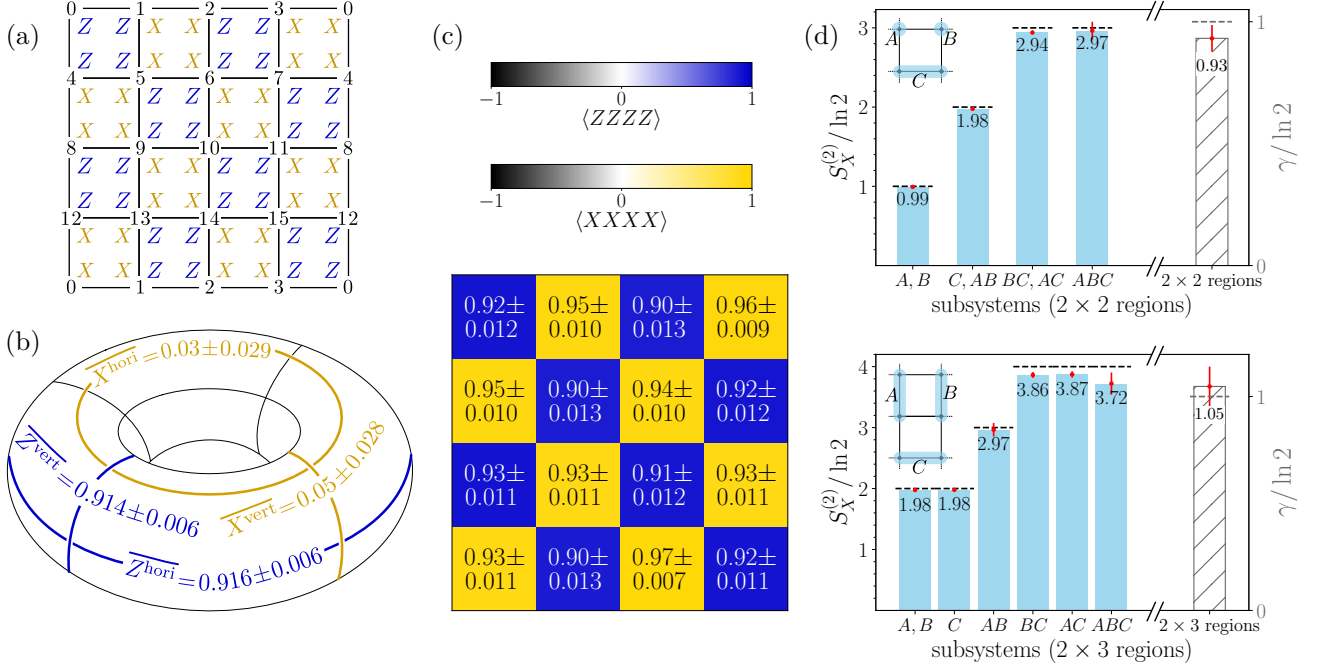 (a)
0 1 2 3 0
Z Z X X Z Z X X
Z Z X X Z Z X X
4 5 6 7 4
X X Z Z X X Z Z
X X Z Z X X Z Z
8 9 10 11 8
Z Z X X Z Z X X
Z Z X X Z Z X X
12 13 14 15 12
X X Z Z X X Z Z
X X Z Z X X Z Z
0 1 2 3 0
(b)
X^hori = 0.03±0.029
Z^vert = 0.914±0.006
X^vert = 0.05±0.028
Z^hori = 0.916±0.006
(c)
−1 0 1
⟨ZZZZ⟩
−1 0 1
⟨XXXX⟩
0.92± 0.95± 0.90± 0.96±
0.012 0.010 0.013 0.009
0.95± 0.90± 0.94± 0.92±
0.010 0.013 0.010 0.012
0.93± 0.93± 0.91± 0.93±
0.011 0.011 0.012 0.011
0.93± 0.90± 0.97± 0.92±
0.011 0.013 0.007 0.011
(d)
S_X^(2)/ ln 2
3
2
1
A B
C
0.99
1.98
2.94
2.97
0.93
1
0
γ/ ln 2
A, B C, AB BC, AC ABC 2 × 2 regions
subsystems (2 × 2 regions)
S_X^(2)/ ln 2
4
3
2
1
A B
C
1.98
1.98
2.97
3.86
3.87
3.72
1.05
1
0
γ/ ln 2
A, B C AB BC AC ABC 2 × 3 regions
subsystems (2 × 3 regions)